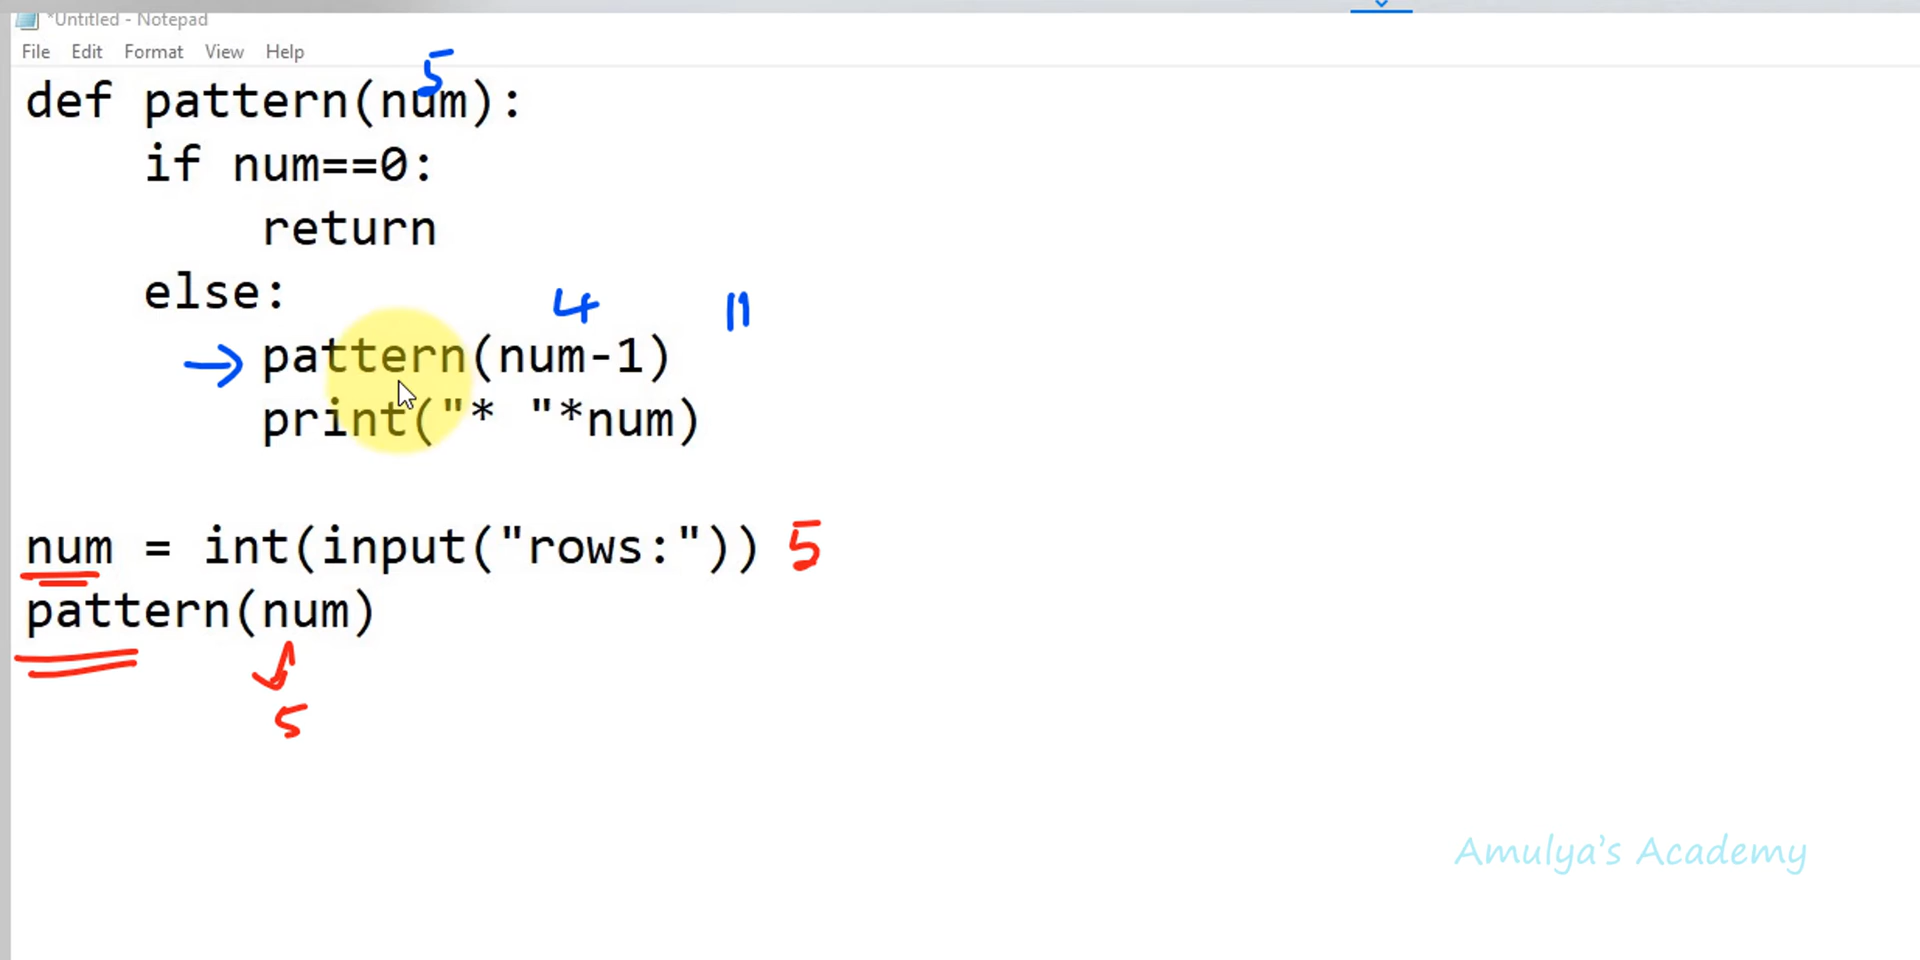 *Untitled - Notepad
File Edit Format View Help
5
def pattern(num):
if num==0:
return
else:
4
pattern(num-1)
print("* "*num)
num = int(input("rows:")) 5
pattern(num)
5
Amulya's Academy